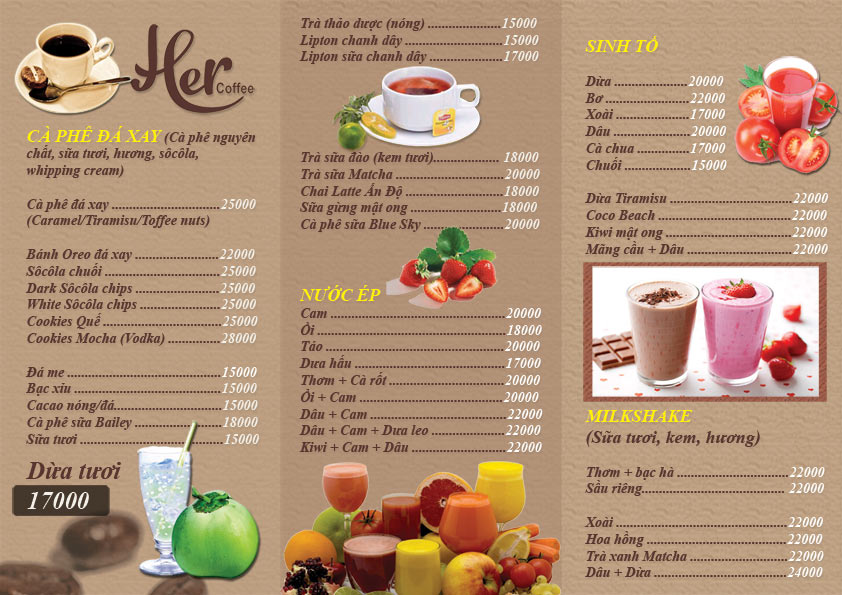 Her
Coffee
CÀ PHÊ ĐÁ XAY (Cà phê nguyên
chất, sữa tươi, hương, sôcôla,
whipping cream)
Cà phê đá xay ............................25000
(Caramel/Tiramisu/Toffee nuts)
Bánh Oreo đá xay .....................22000
Sôcôla chuối ...............................25000
Dark Sôcôla chips ......................25000
White Sôcôla chips .....................25000
Cookies Quế ...............................25000
Cookies Mocha (Vodka) ............28000
Đá me .........................................15000
Bạc xỉu .......................................15000
Cacao nóng/đá............................15000
Cà phê sữa Bailey ......................18000
Sữa tươi ......................................15000
Dừa tươi
17000
Trà thảo dược (nóng) ...................15000
Lipton chanh dây .........................15000
Lipton sữa chanh dây ...................17000
Trà sữa đào (kem tươi)................. 18000
Trà sữa Matcha ............................20000
Chai Latte Ấn Độ .........................18000
Sữa gừng mật ong ........................18000
Cà phê sữa Blue Sky ....................20000
NƯỚC ÉP
Cam .............................................20000
Ổi .................................................18000
Táo ...............................................20000
Dưa hấu .......................................17000
Thơm + Cà rốt .............................20000
Ổi + Cam .....................................20000
Dâu + Cam ..................................22000
Dâu + Cam + Dưa leo .................22000
Kiwi + Cam + Dâu ......................22000
SINH TỐ
Dừa ...................20000
Bơ .....................22000
Xoài ...................17000
Dâu ....................20000
Cà chua ..............17000
Chuối .................15000
Dừa Tiramisu ..............................22000
Coco Beach .................................22000
Kiwi mật ong ...............................22000
Mãng cầu + Dâu ..........................22000
MILKSHAKE
(Sữa tươi, kem, hương)
Thơm + bạc hà .............................22000
Sầu riêng...................................... 22000
Xoài .............................................22000
Hoa hồng .....................................22000
Trà xanh Matcha .........................22000
Dâu + Dừa ...................................24000